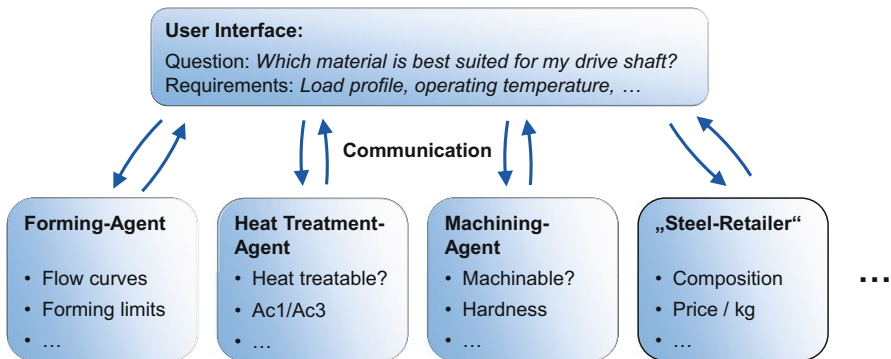 User Interface:
Question: Which material is best suited for my drive shaft?
Requirements: Load profile, operating temperature, …
Communication
Forming-Agent
• Flow curves
• Forming limits
• …
Heat Treatment-
Agent
• Heat treatable?
• Ac1/Ac3
• …
Machining-
Agent
• Machinable?
• Hardness
• …
„Steel-Retailer“
• Composition
• Price / kg
• …
…